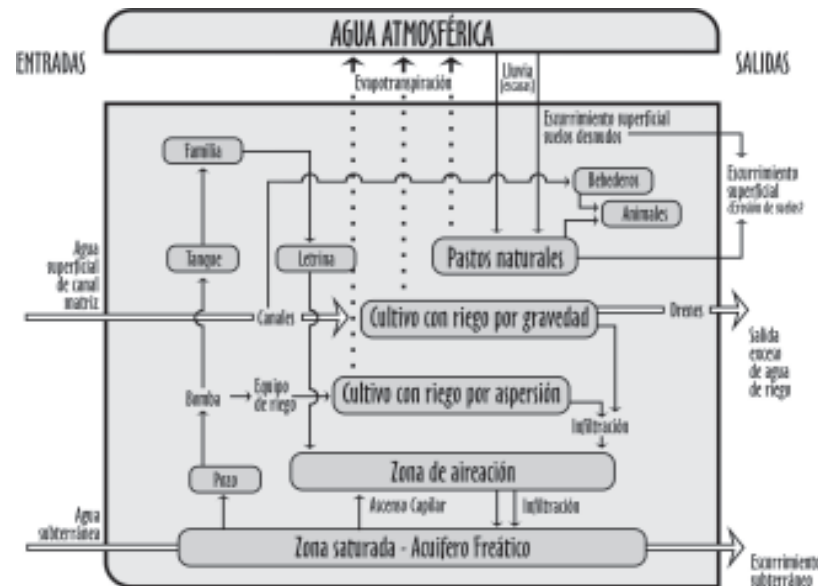 AGUA ATMOSFÉRICA
ENTRADAS
SALIDAS
Evapotranspiración
Lluvia
(escasas)
Escurrimiento superficial
suelos desnudos
Familia
Bebederos
Animales
Escurrimiento
superficial
¿Erosión de suelos?
Agua
superficial
de canal
matriz
Tanque
Letrina
Pastos naturales
Canales
Cultivo con riego por gravedad
Drenes
Salida
exceso
de agua
de riego
Bomba
Equipo
de riego
Cultivo con riego por aspersión
Infiltración
Zona de aireación
Pozo
Ascenso Capilar
Infiltración
Agua
subterránea
Zona saturada - Acuífero Freático
Escurrimiento
subterráneo